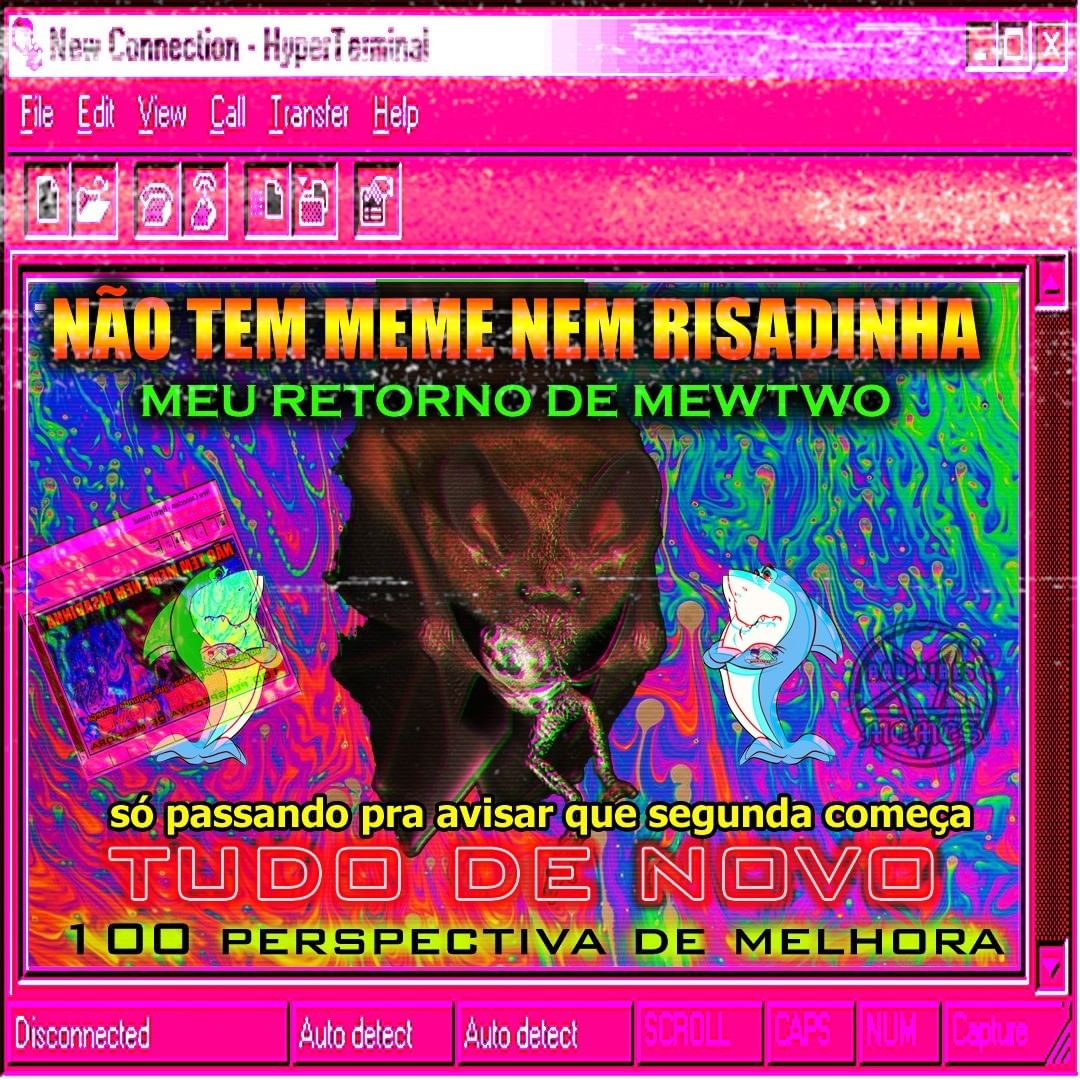 New Connection - HyperTerminal
File Edit View Call Transfer Help
NÃO TEM MEME NEM RISADINHA
MEU RETORNO DE MEWTWO
só passando pra avisar que segunda começa
TUDO DE NOVO
100 PERSPECTIVA DE MELHORA
MEMES
Disconnected Auto detect Auto detect SCROLL CAPS NUM Capture